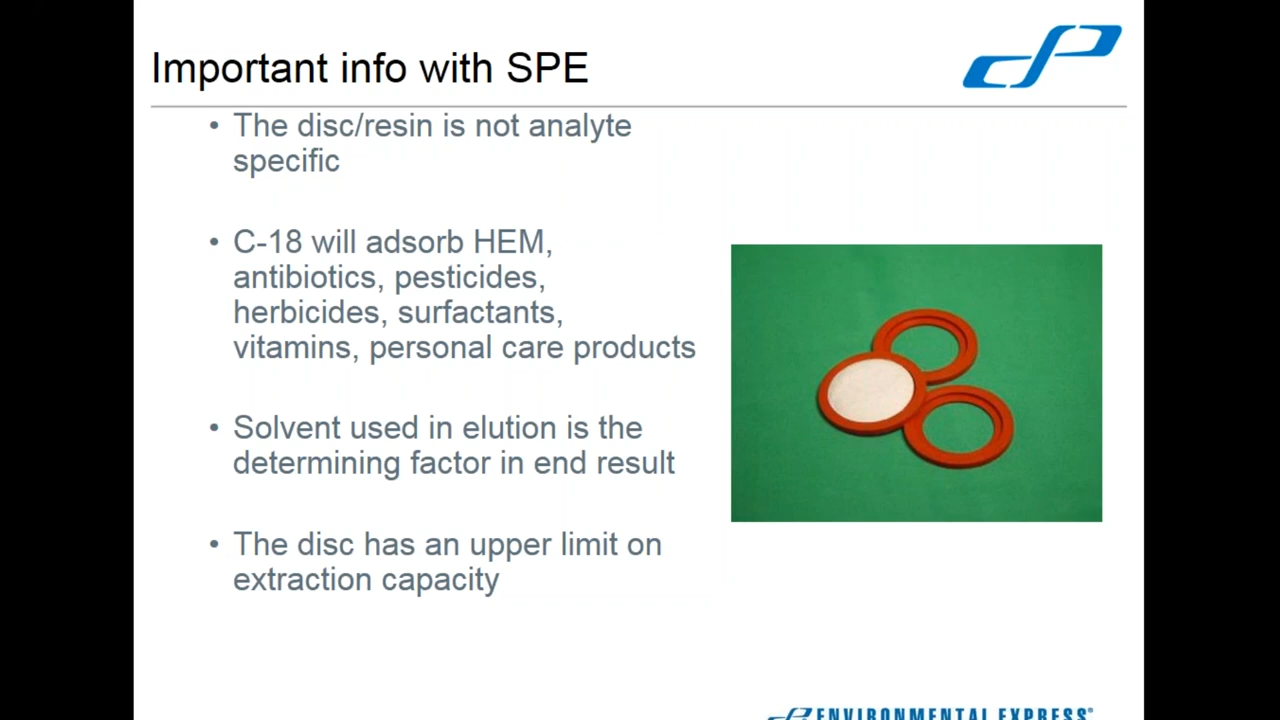 Important info with SPE
• The disc/resin is not analyte
specific
• C-18 will adsorb HEM,
antibiotics, pesticides,
herbicides, surfactants,
vitamins, personal care products
• Solvent used in elution is the
determining factor in end result
• The disc has an upper limit on
extraction capacity
ENVIRONMENTAL EXPRESS®